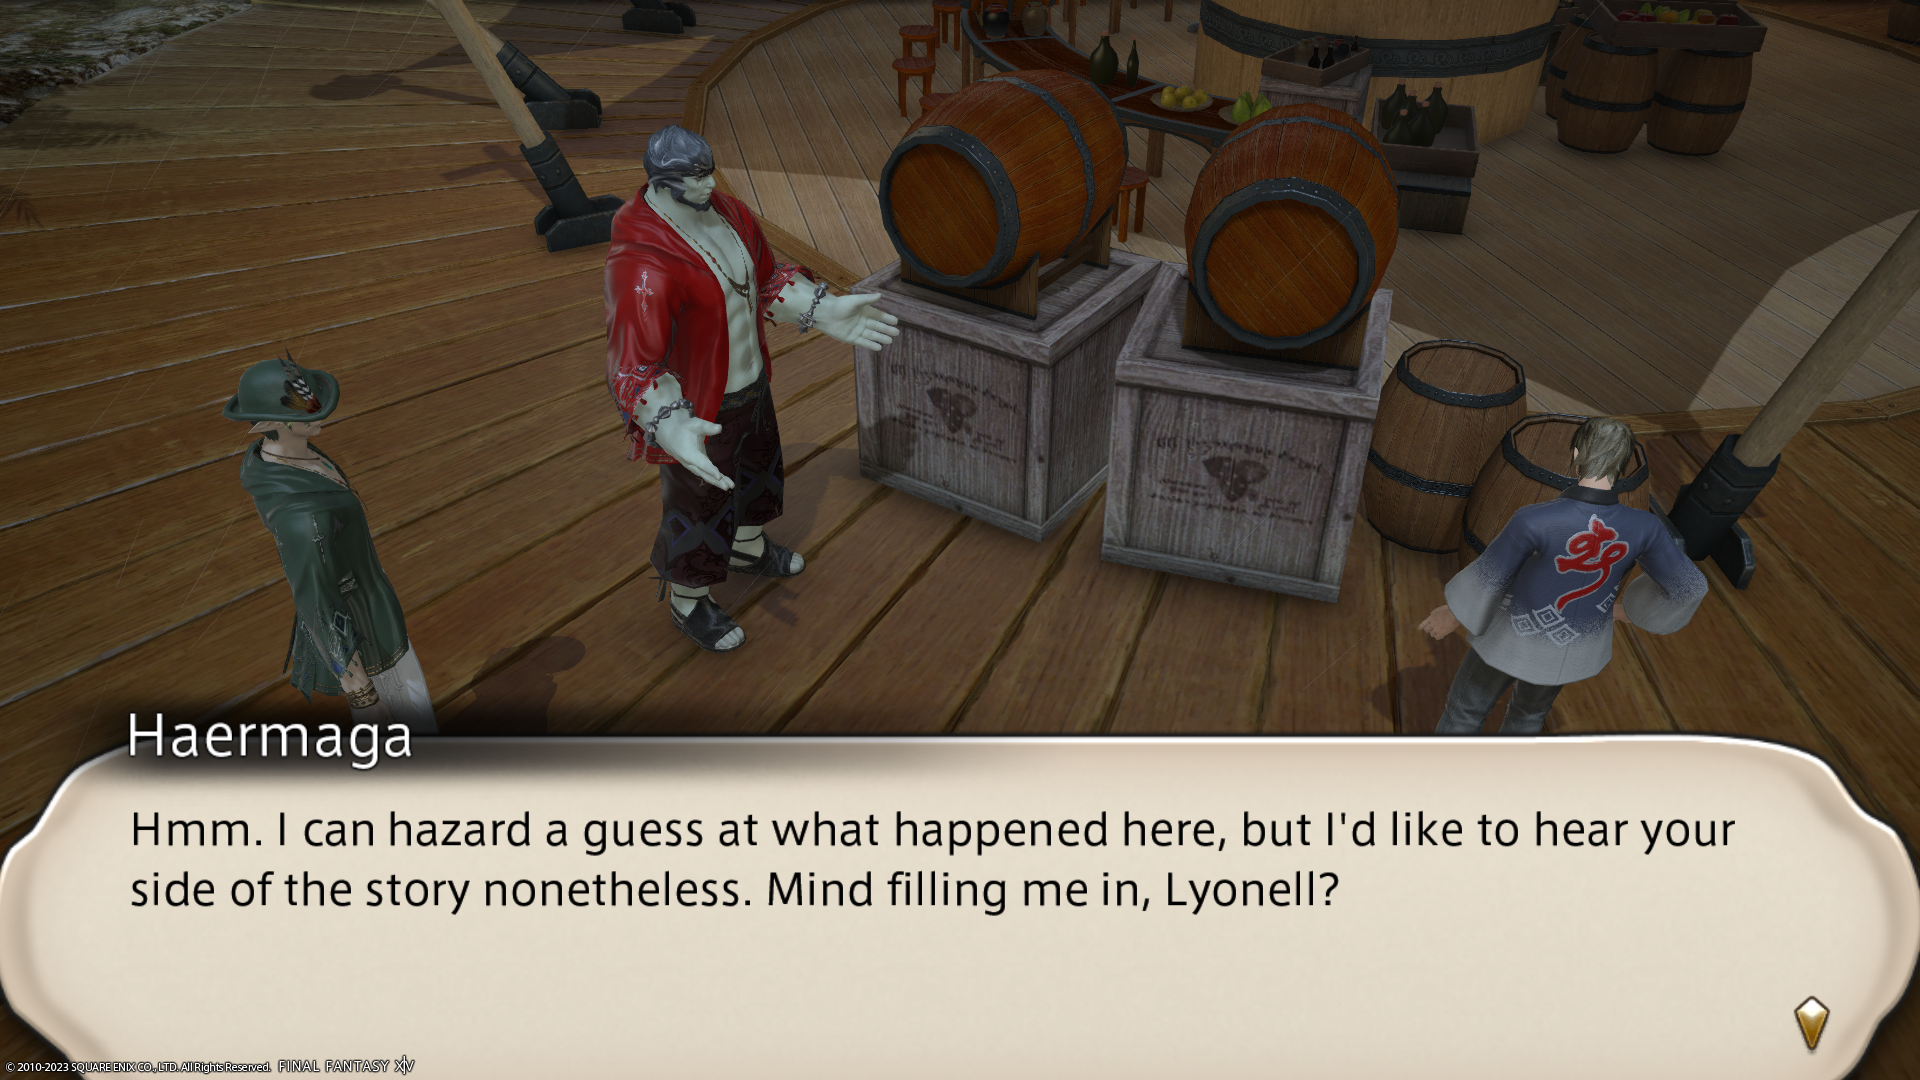 Haermaga
Hmm. I can hazard a guess at what happened here, but I'd like to hear your
side of the story nonetheless. Mind filling me in, Lyonell?
© 2010-2023 SQUARE ENIX CO., LTD. All Rights Reserved. FINAL FANTASY XIV